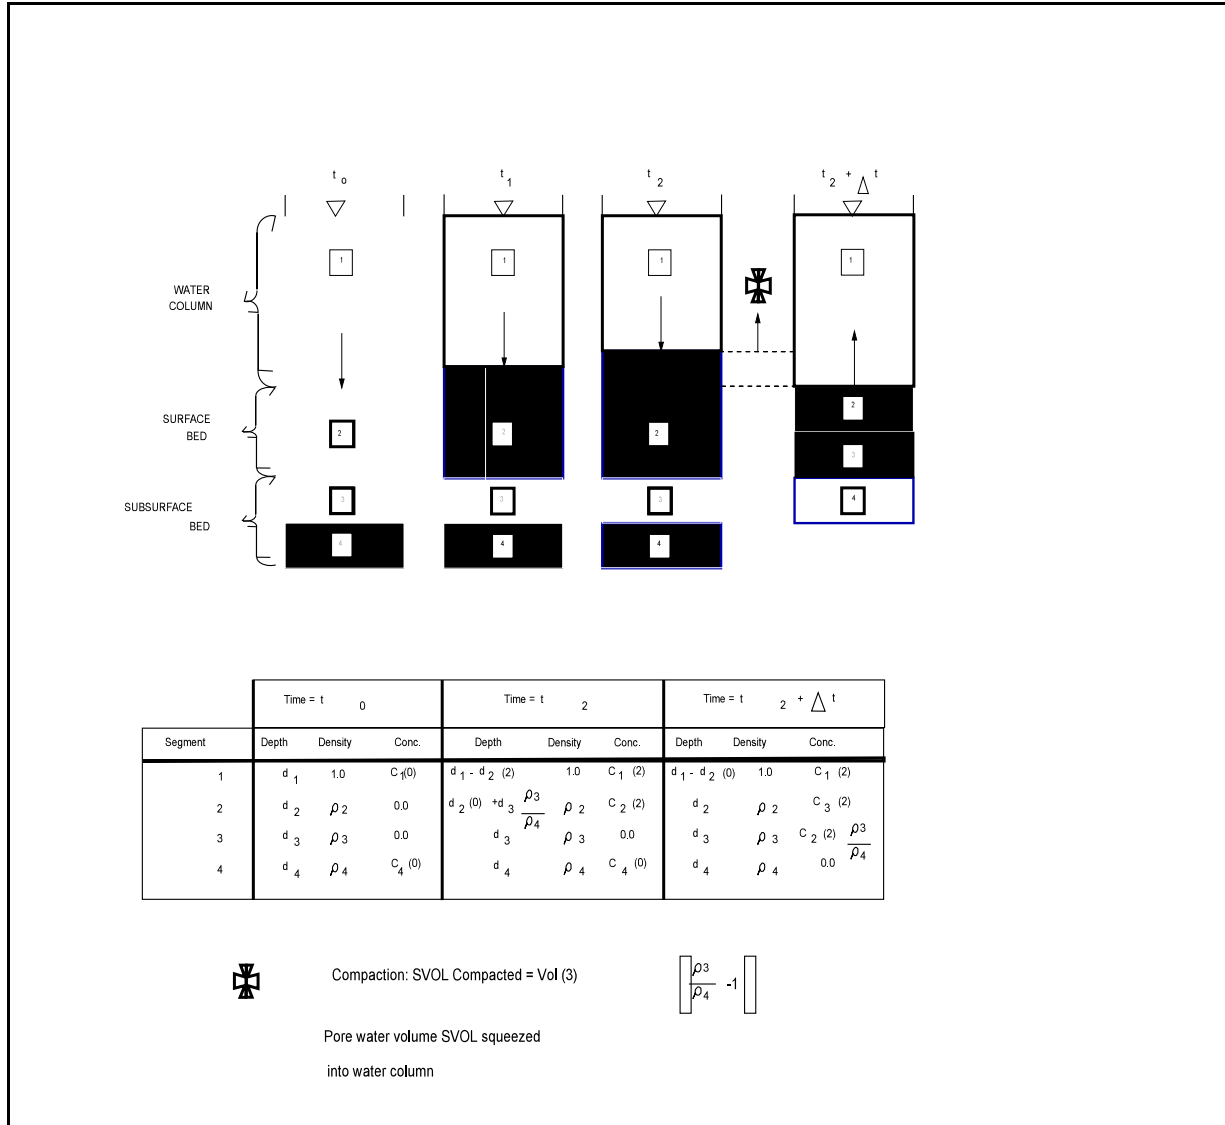 t o   t 1   t 2   t 2 + Δ t
1   1   1   1
WATER
COLUMN
SURFACE
BED
2   2   2   2
3
SUBSURFACE
BED
3   3   3   4
4   4   4
Time = t 0   Time = t 2   Time = t 2 + Δ t
Segment   Depth   Density   Conc.   Depth   Density   Conc.   Depth   Density   Conc.
1   d 1   1.0   C 1(0)   d 1 - d 2 (2)   1.0   C 1 (2)   d 1 - d 2 (0)   1.0   C 1 (2)
2   d 2   ρ 2   0.0   d 2 (0) +d 3 ρ3/ρ4   ρ 2   C 2 (2)   d 2   ρ 2   C 3 (2)
3   d 3   ρ 3   0.0   d 3   ρ 3   0.0   d 3   ρ 3   C 2 (2) ρ3/ρ4
4   d 4   ρ 4   C 4 (0)   d 4   ρ 4   C 4 (0)   d 4   ρ 4   0.0
Compaction: SVOL Compacted = Vol (3) [ρ3/ρ4 -1]
Pore water volume SVOL squeezed
into water column